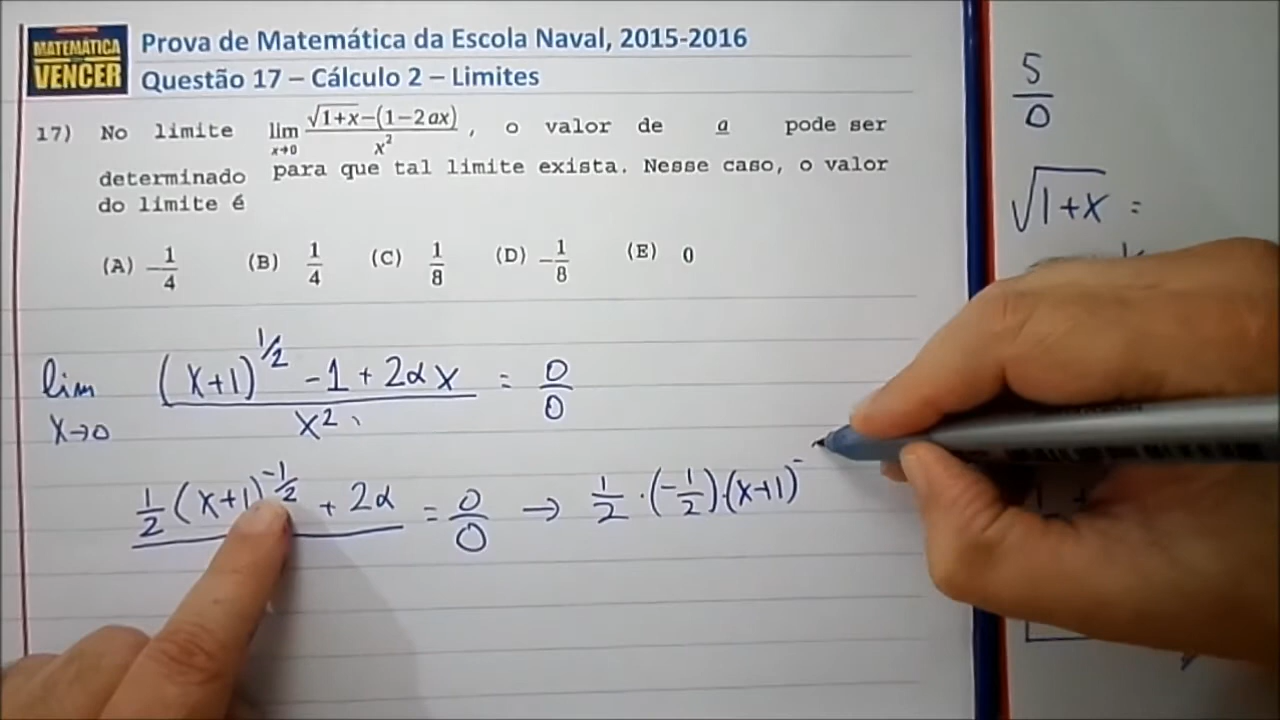 MATEMÁTICA
VENCER
Prova de Matemática da Escola Naval, 2015-2016
Questão 17 – Cálculo 2 – Limites
17) No limite lim x→0 √1+x−(1−2ax) / x² , o valor de a pode ser
determinado para que tal limite exista. Nesse caso, o valor
do limite é
(A) −1/4 (B) 1/4 (C) 1/8 (D) −1/8 (E) 0
lim x→0 (x+1)^1/2 − 1 + 2αx / x² = 0/0
1/2 (x+1)^−1/2 + 2α = 0/0 → 1/2 · (−1/2) · (x+1)^−
5/0
√1+x =